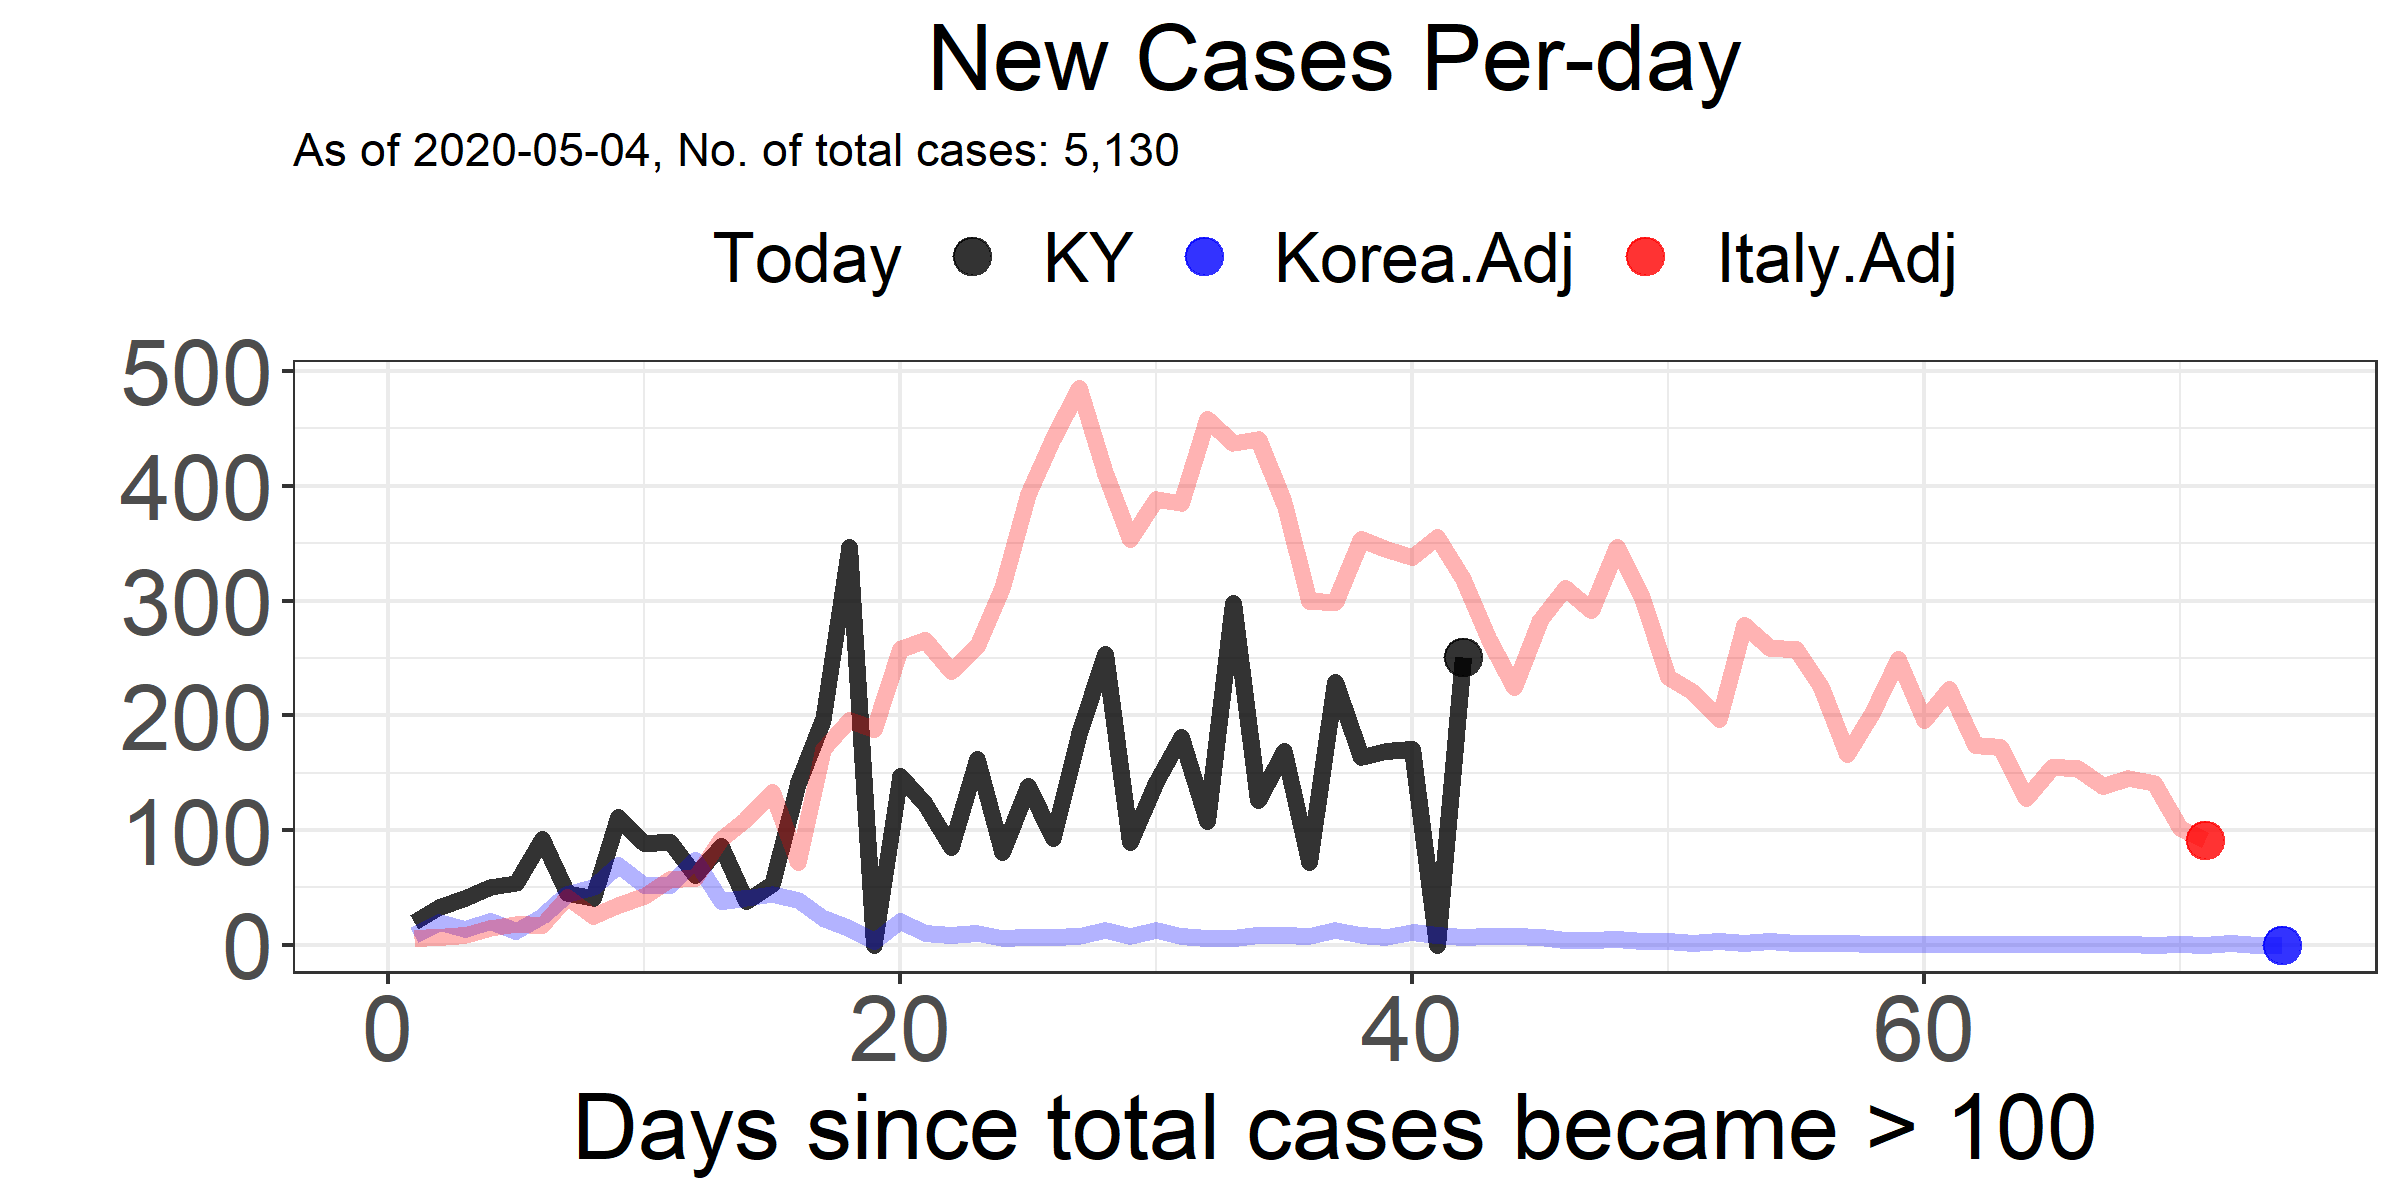 New Cases Per-day
As of 2020-05-04, No. of total cases: 5,130
Today KY Korea.Adj Italy.Adj
500
400
300
200
100
0
0 20 40 60
Days since total cases became > 100